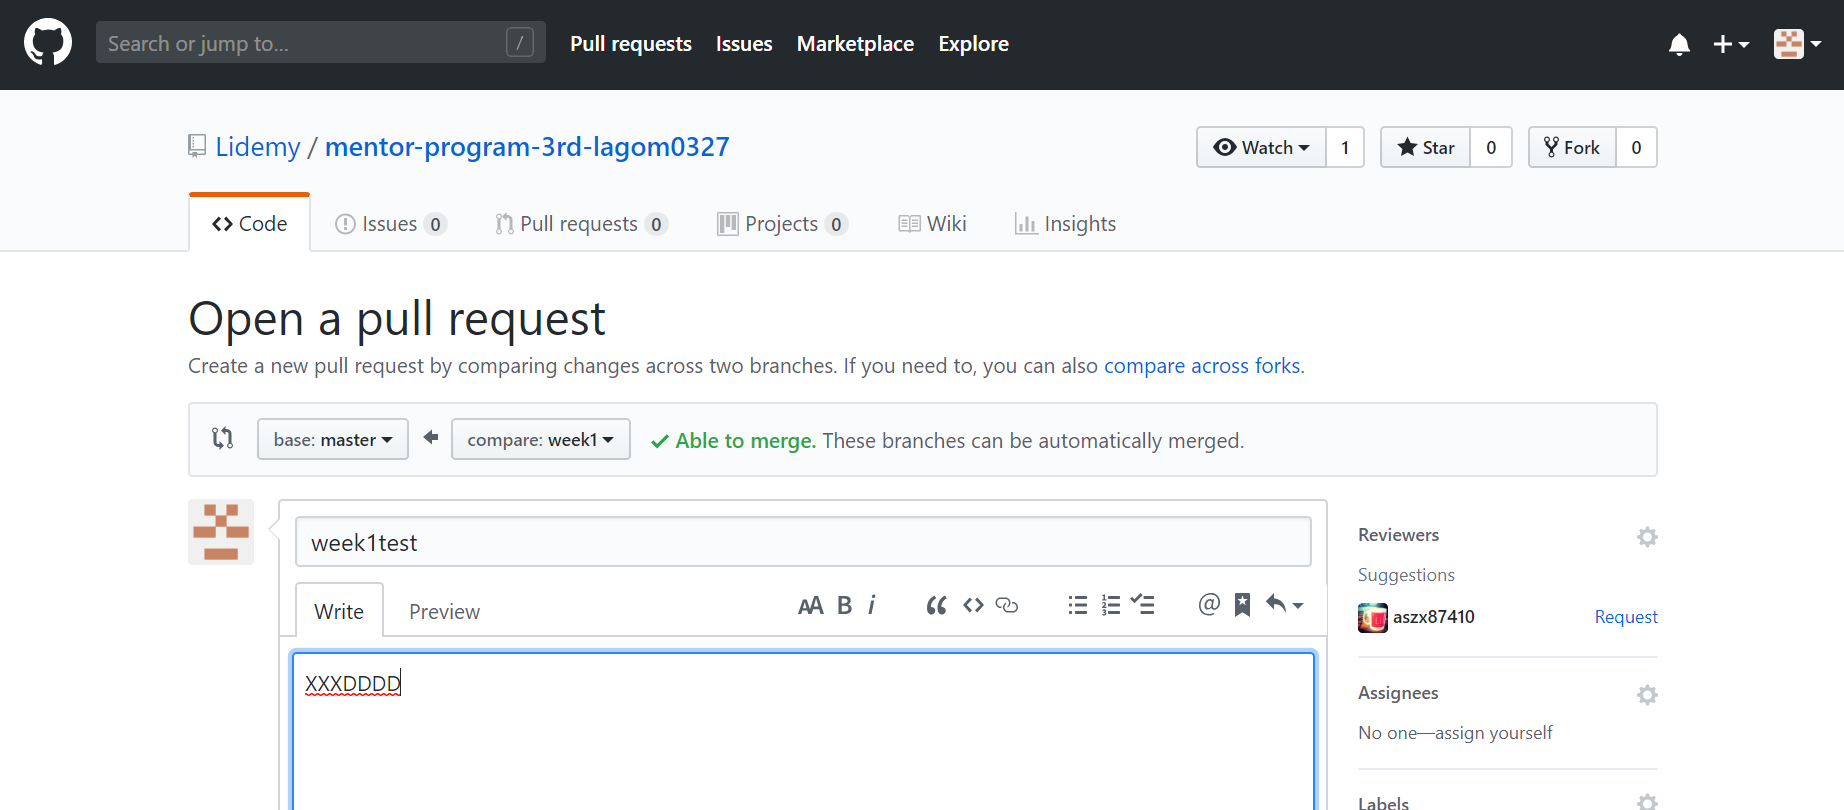 Search or jump to... /
Pull requests Issues Marketplace Explore
Lidemy / mentor-program-3rd-lagom0327
Watch 1 Star 0 Fork 0
Code Issues 0 Pull requests 0 Projects 0 Wiki Insights
Open a pull request
Create a new pull request by comparing changes across two branches. If you need to, you can also compare across forks.
base: master compare: week1 Able to merge. These branches can be automatically merged.
week1test
Write Preview AA B i @
XXXDDDD
Reviewers
Suggestions
aszx87410 Request
Assignees
No one—assign yourself
Labels